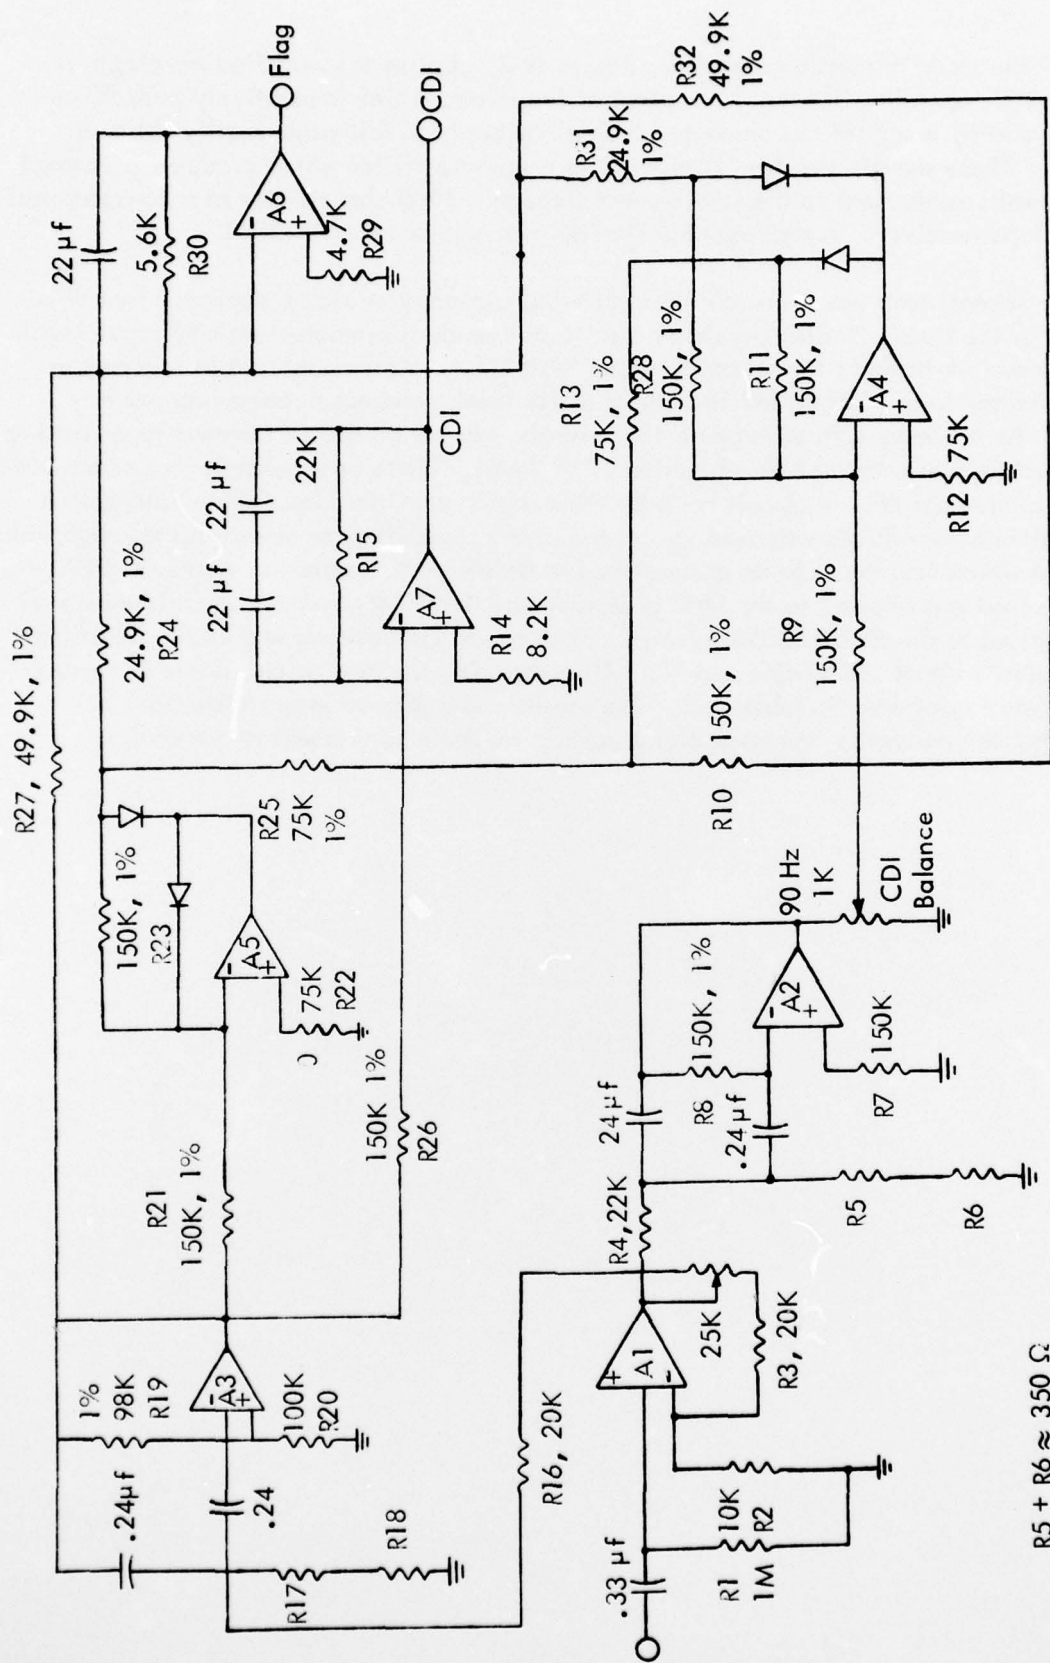 22 µf
5.6K
R30
Flag
A6
-
+
4.7K
R29
CDI
R31
24.9K
1%
R32
49.9K
1%
R27, 49.9K, 1%
24.9K, 1%
R24
22 µf
22 µf
22K
R15
CDI
A7
-
+
R14
8.2K
R13
75K, 1%
R28
150K, 1%
R11
150K, 1%
A4
-
+
R12
75K
R9
150K, 1%
150K, 1%
R10
150K, 1%
R23
R25
75K
1%
A5
-
+
75K
R22
R21
150K, 1%
150K 1%
R26
90 Hz
1K
CDI
Balance
150K, 1%
R8
A2
-
+
150K
R7
24 µf
.24 µf
R5
R6
R4, 22K
1%
98K
R19
A3
-
+
100K
R20
.24µf
.24
R17
R18
R16, 20K
25K
R3, 20K
A1
+
-
.33 µf
R1
1M
10K
R2
R5 + R6 ≈ 350 Ω